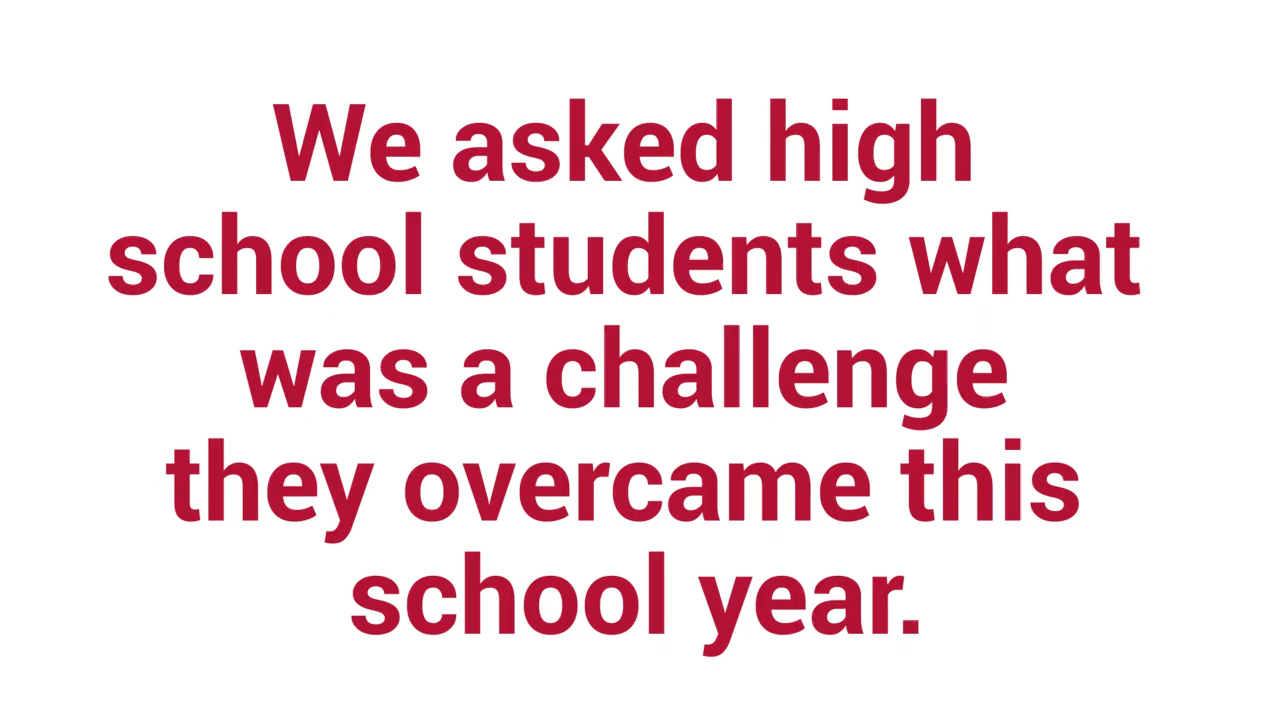 We asked high
school students what
was a challenge
they overcame this
school year.